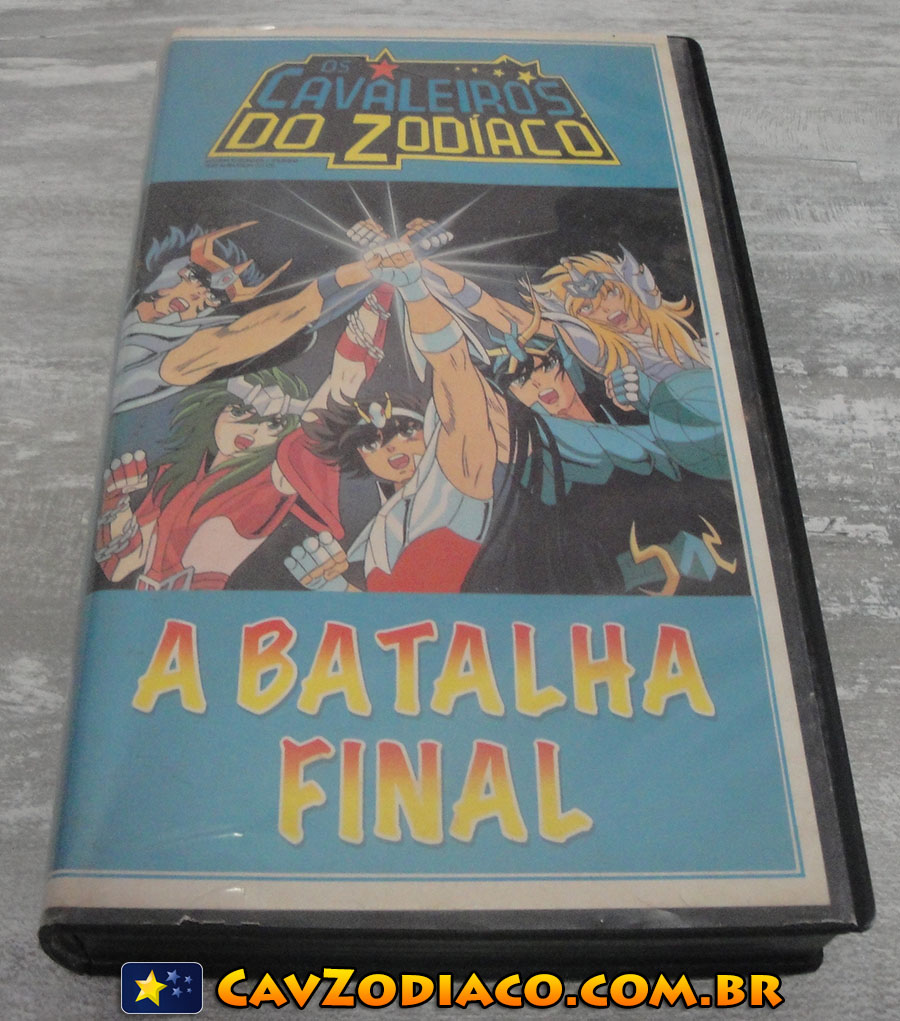 OS
CAVALEIROS
DO ZODÍACO
A BATALHA
FINAL
CAVZODIACO.COM.BR